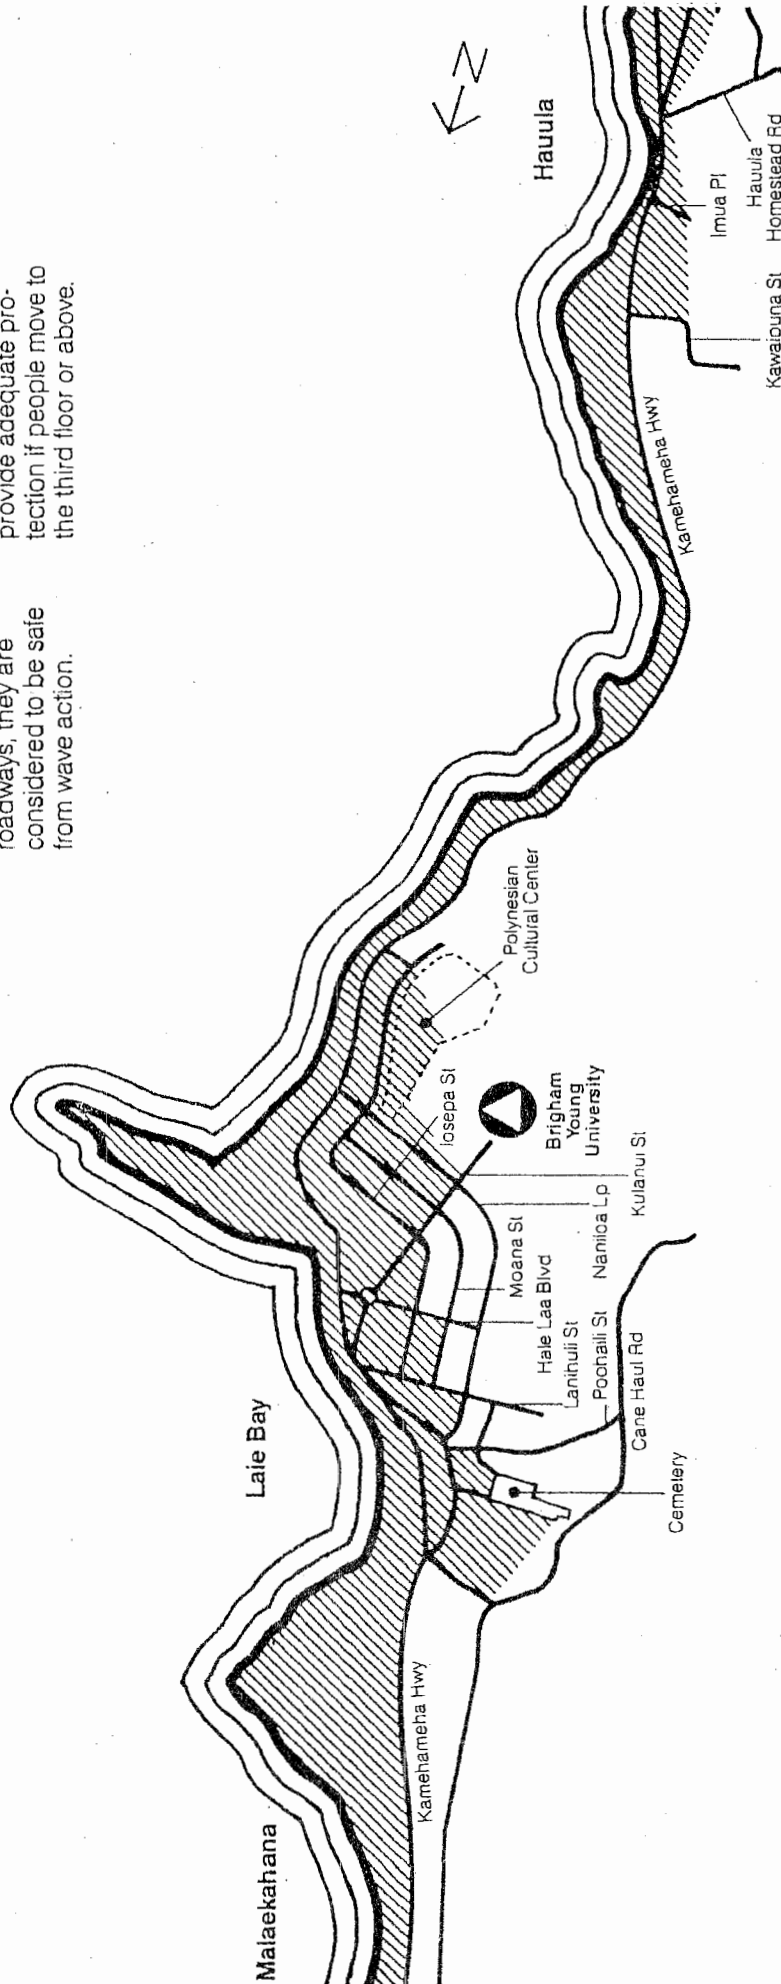 roadways, they are
considered to be safe
from wave action.
provide adequate pro-
tection if people move to
the third floor or above.
N
Malaekahana
Laie Bay
Hauula
Kamehameha Hwy
Cemetery
Cane Haul Rd
Poohaili St
Lanihuli St
Hale Laa Blvd
Moana St
Naniloa Lp
Kulanui St
Iosepa St
Brigham
Young
University
Polynesian
Cultural Center
Kamehameha Hwy
Kawaipuna St
Imua Pl
Hauula
Homestead Rd